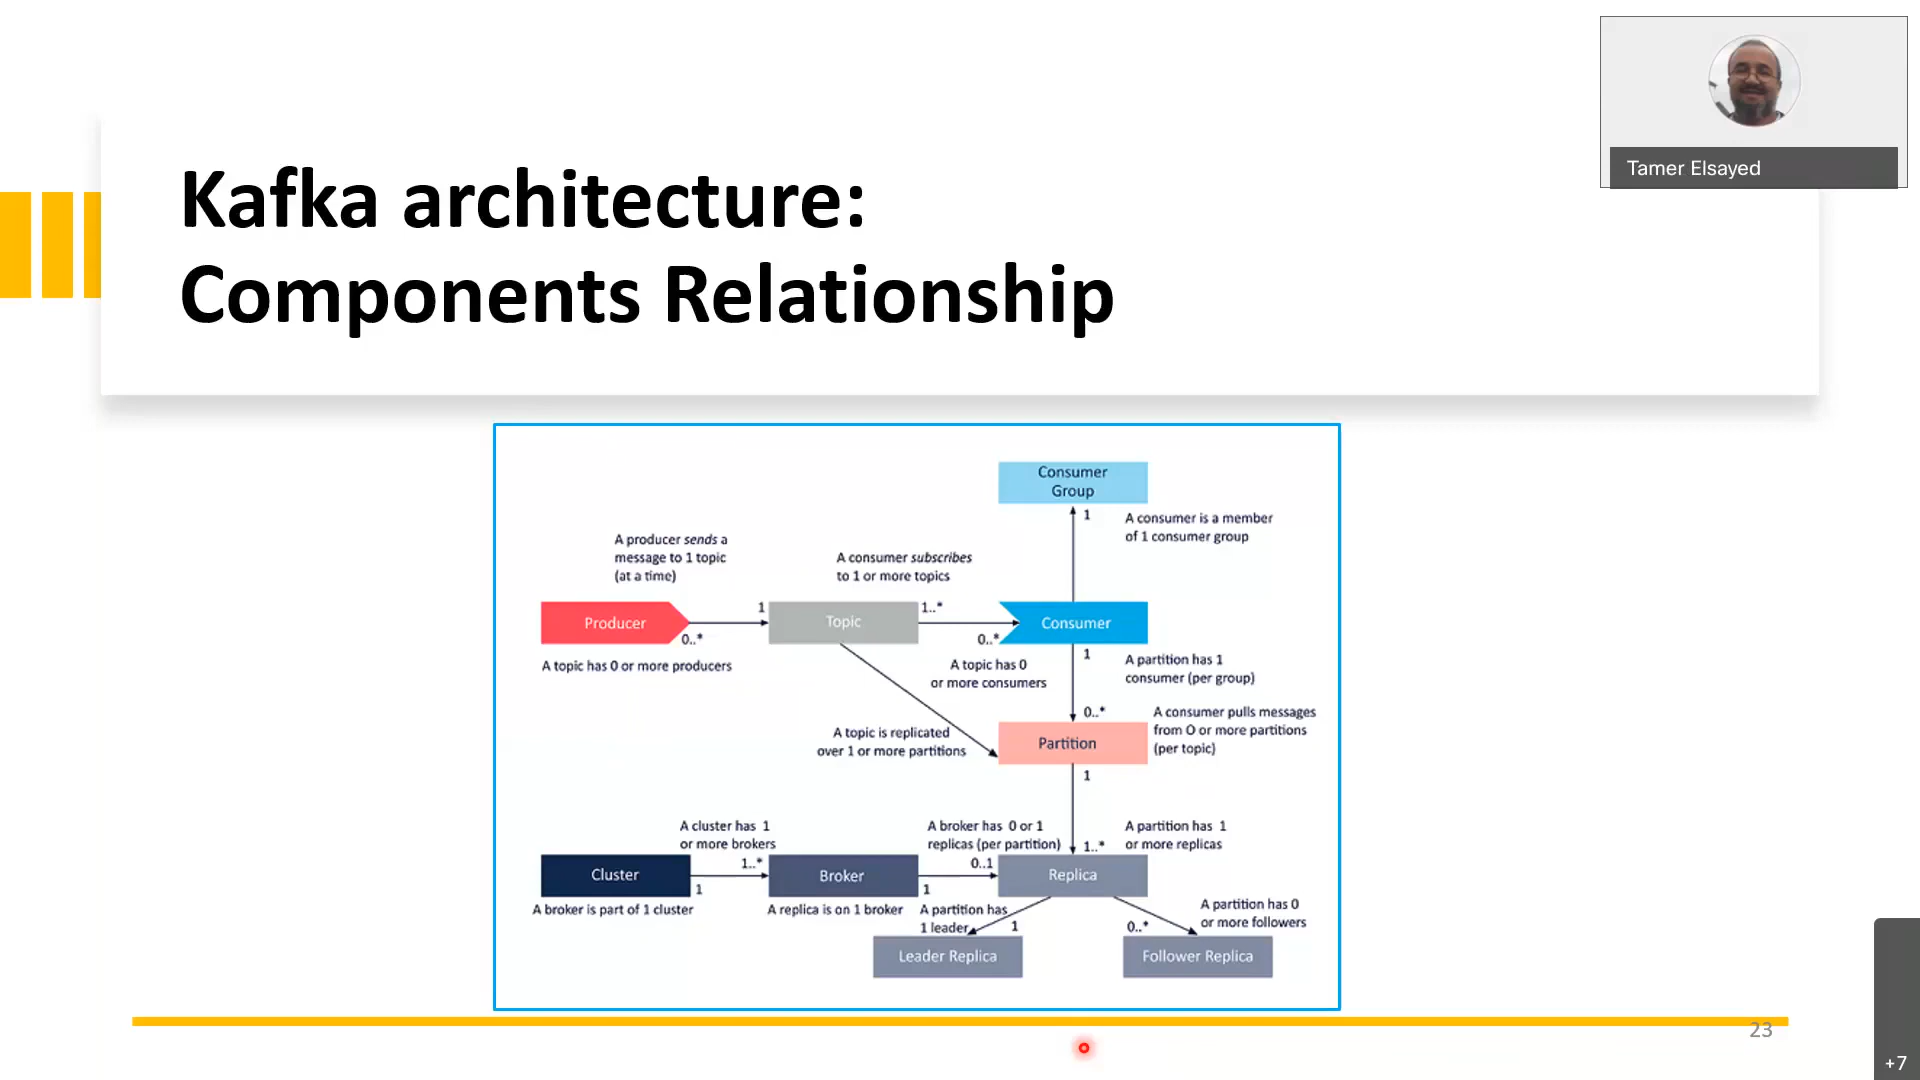 Tamer Elsayed
Kafka architecture:
Components Relationship
Consumer
Group
1
A consumer is a member
of 1 consumer group
A producer sends a
message to 1 topic
(at a time)
A consumer subscribes
to 1 or more topics
Producer
1
0..*
Topic
1..*
0..*
Consumer
A topic has 0 or more producers
A topic has 0
or more consumers
1
A partition has 1
consumer (per group)
0..*
A consumer pulls messages
from O or more partitions
(per topic)
A topic is replicated
over 1 or more partitions
Partition
1
A cluster has 1
or more brokers
A broker has 0 or 1
replicas (per partition)
1..*
A partition has 1
or more replicas
Cluster
1..*
1
Broker
0..1
1
Replica
A broker is part of 1 cluster
A replica is on 1 broker
A partition has
1 leader
1
0..*
A partition has 0
or more followers
Leader Replica
Follower Replica
23
+7